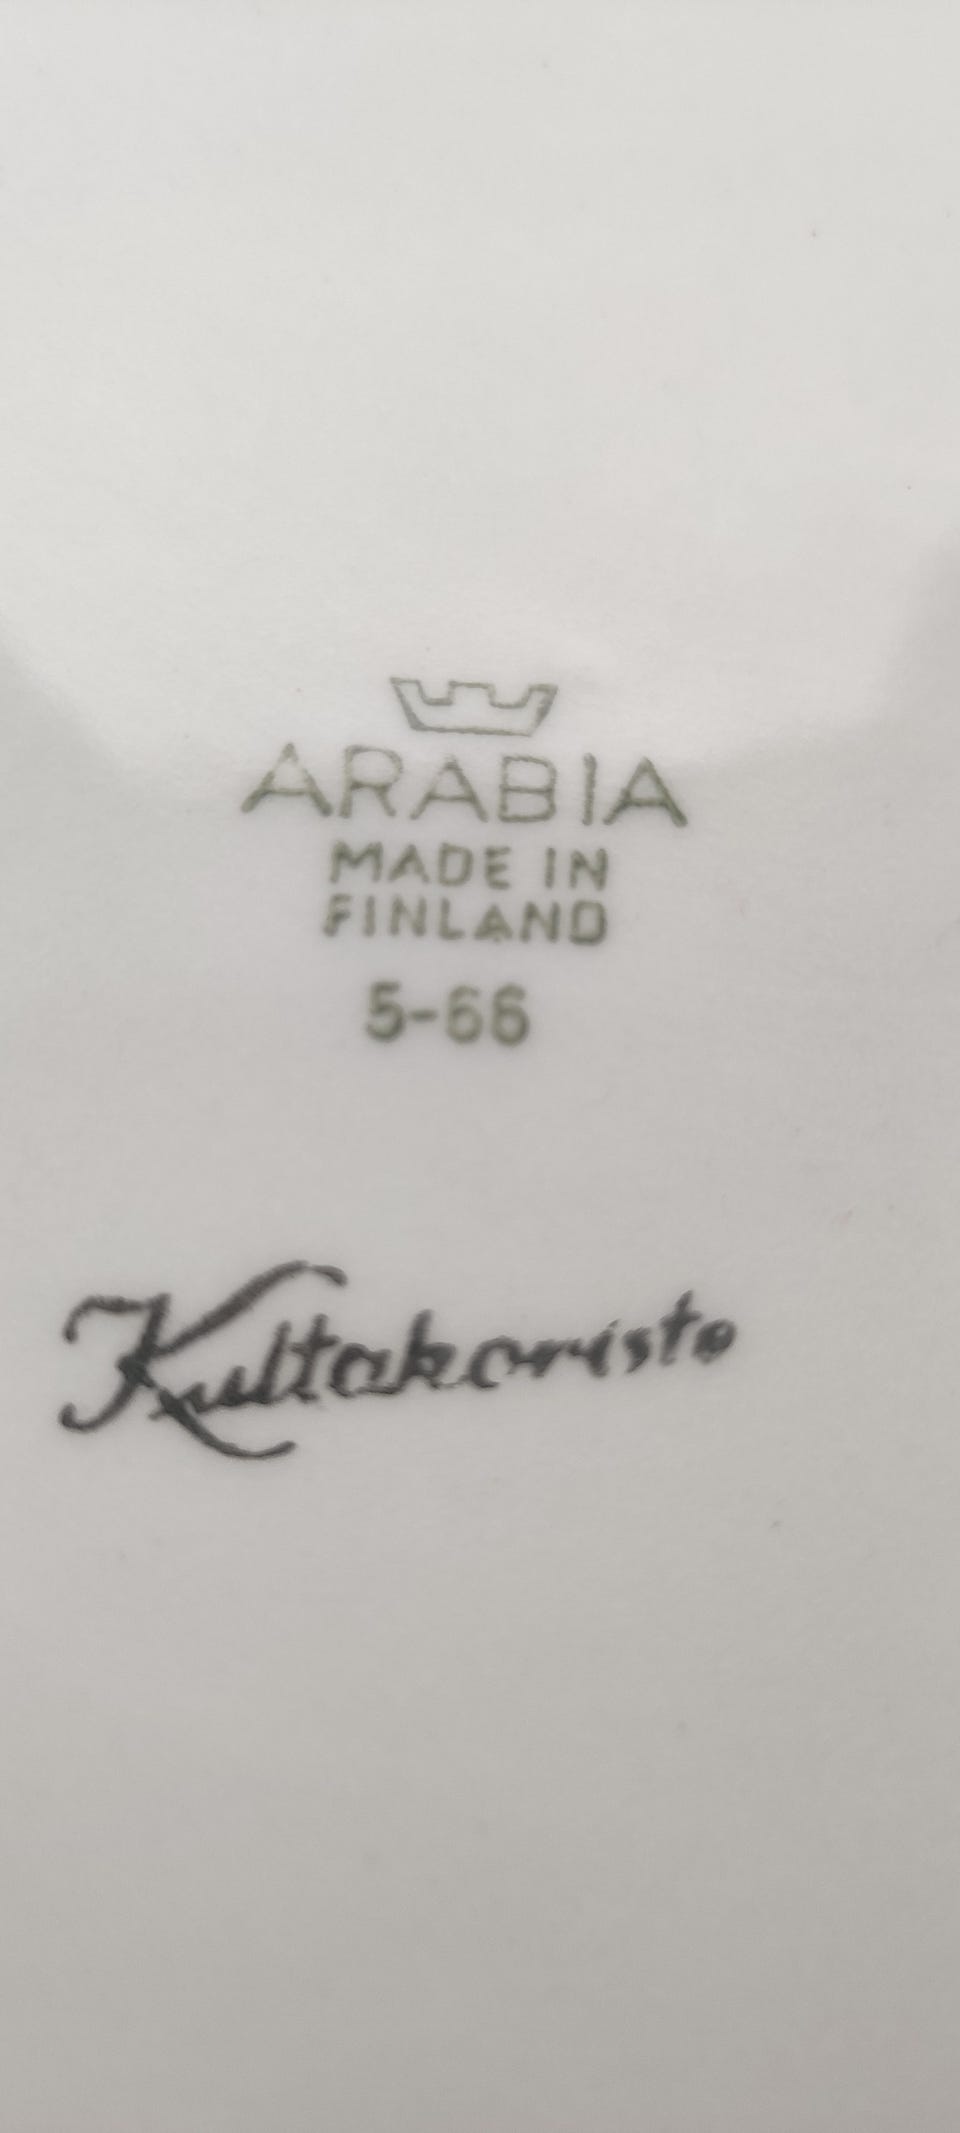 ARABIA
MADE IN
FINLAND
5-66
Kultakoristo